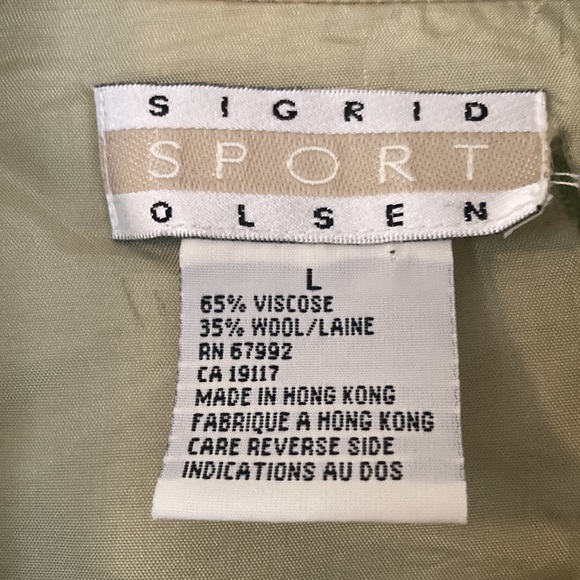 SIGRID
SPORT
OLSEN
L
65% VISCOSE
35% WOOL/LAINE
RN 67992
CA 19117
MADE IN HONG KONG
FABRIQUE A HONG KONG
CARE REVERSE SIDE
INDICATIONS AU DOS